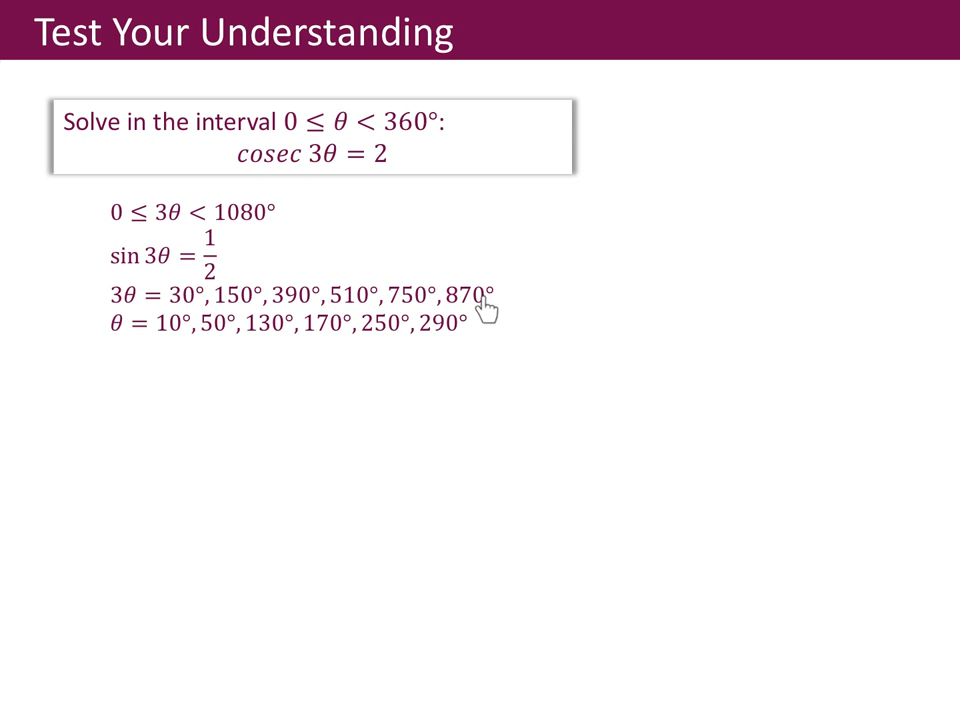 Test Your Understanding
Solve in the interval 0 ≤ θ < 360°:
cosec 3θ = 2
0 ≤ 3θ < 1080°
sin 3θ = 1/2
3θ = 30°, 150°, 390°, 510°, 750°, 870°
θ = 10°, 50°, 130°, 170°, 250°, 290°